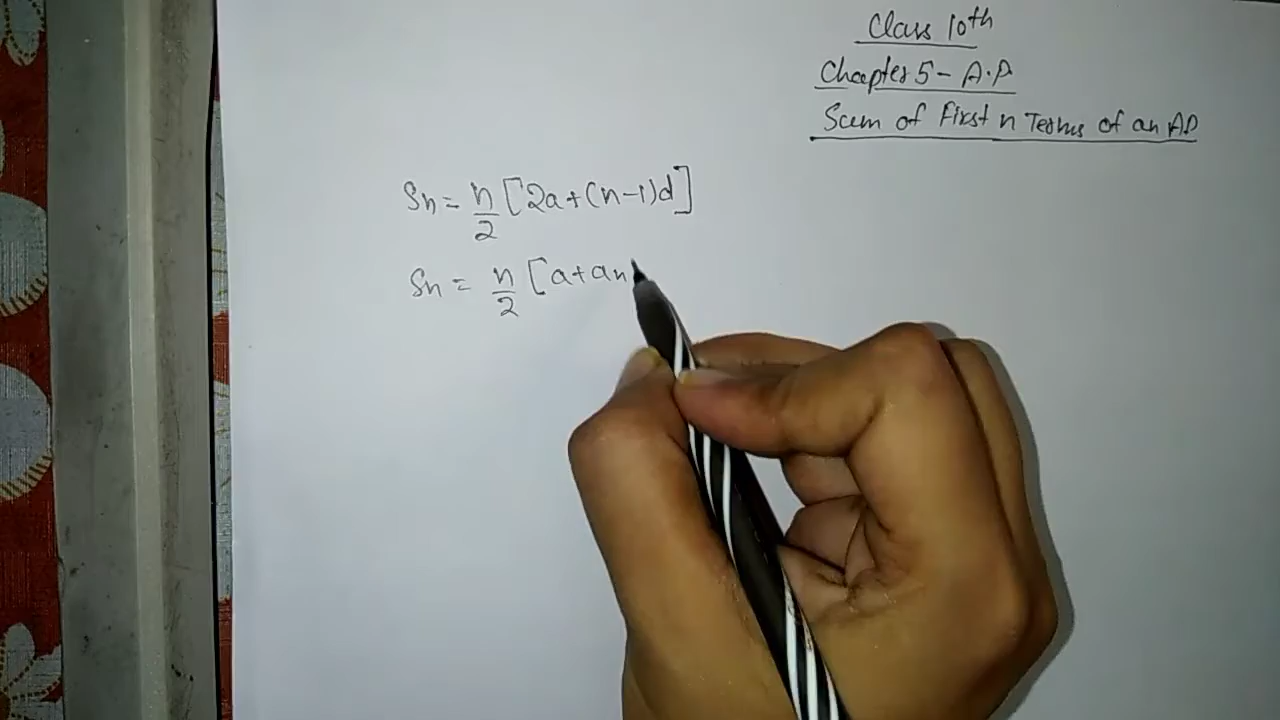 Class 10th
Chapter 5 - A.P.
Sum of First n Terms of an AP
Sn = n/2 [2a+(n-1)d]
Sn = n/2 [a+an